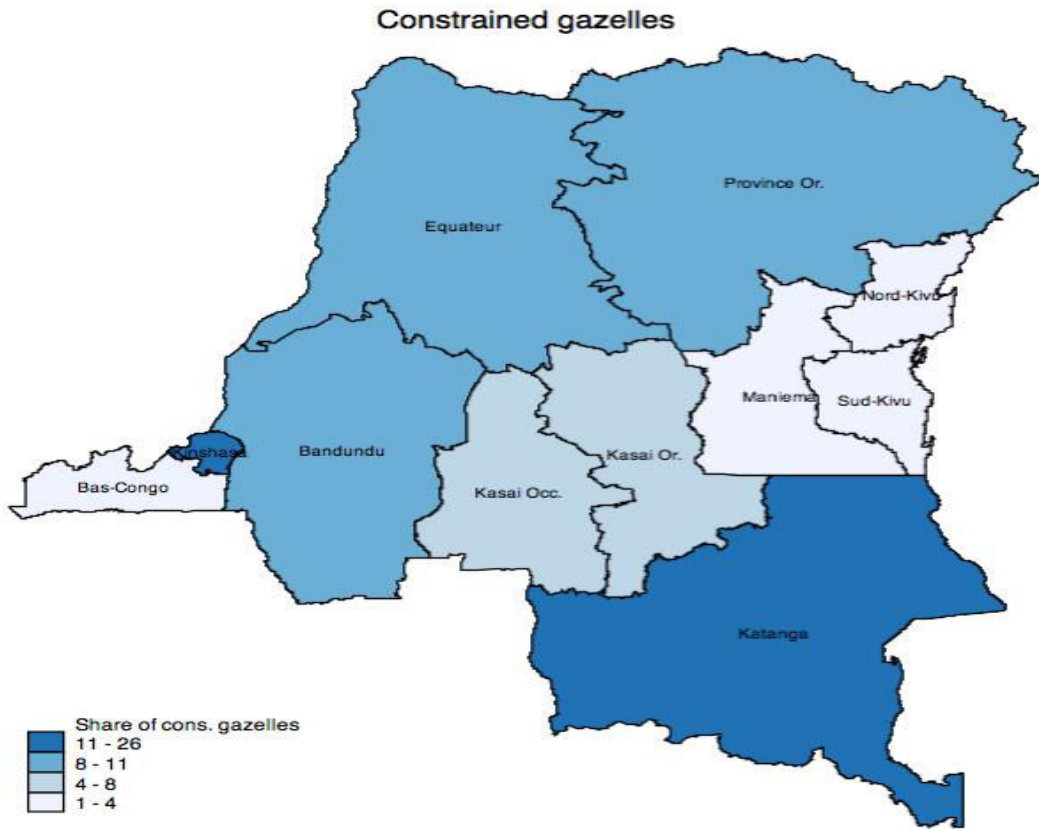 Constrained gazelles
Province Or.
Equateur
Nord-Kivu
Maniema
Sud-Kivu
Kinshasa
Bandundu
Kasai Or.
Bas-Congo
Kasai Occ.
Katanga
Share of cons. gazelles
11 - 26
8 - 11
4 - 8
1 - 4